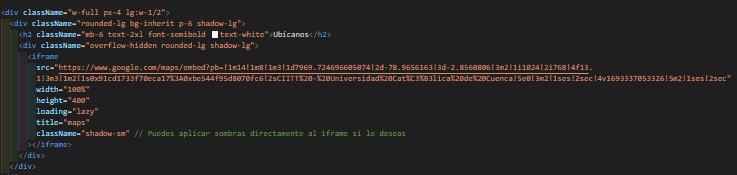 <div className="w-full px-4 lg:w-1/2">
<div className="rounded-lg bg-inherit p-6 shadow-lg">
<h2 className="mb-6 text-2xl font-semibold text-white">Ubícanos</h2>
<div className="overflow-hidden rounded-lg shadow-lg">
<iframe
src="https://www.google.com/maps/embed?pb=!1m14!1m8!1m3!1d7969.724696605074!2d-78.9656163!3d-2.8560806!3m2!1i1024!2i768!4f13.
1!3m3!1m2!1s0x91cd1733f70eca17%3A0xbe544f95d8070fc6!2sCIITT%20-%20Universidad%20Cat%C3%B3lica%20de%20Cuenca!5e0!3m2!1ses!2sec!4v1693337053326!5m2!1ses!2sec"
width="100%"
height="400"
loading="lazy"
title="maps"
className="shadow-sm" // Puedes aplicar sombras directamente al iframe si lo deseas
></iframe>
</div>
</div>